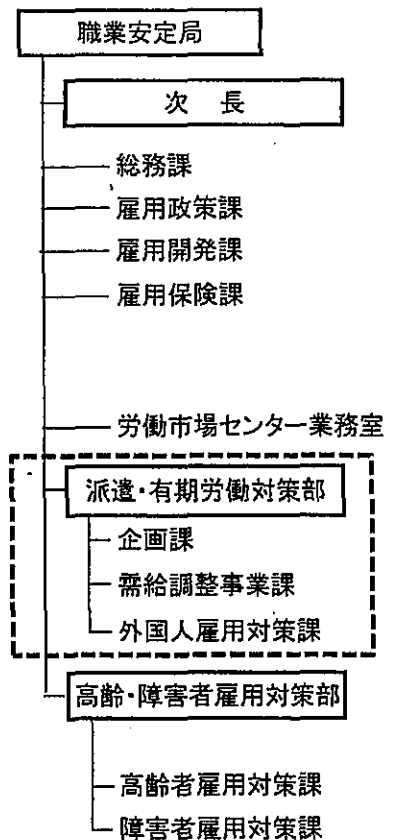 職業安定局
次　長
総務課
雇用政策課
雇用開発課
雇用保険課
労働市場センター業務室
派遣・有期労働対策部
企画課
需給調整事業課
外国人雇用対策課
高齢・障害者雇用対策部
高齢者雇用対策課
障害者雇用対策課